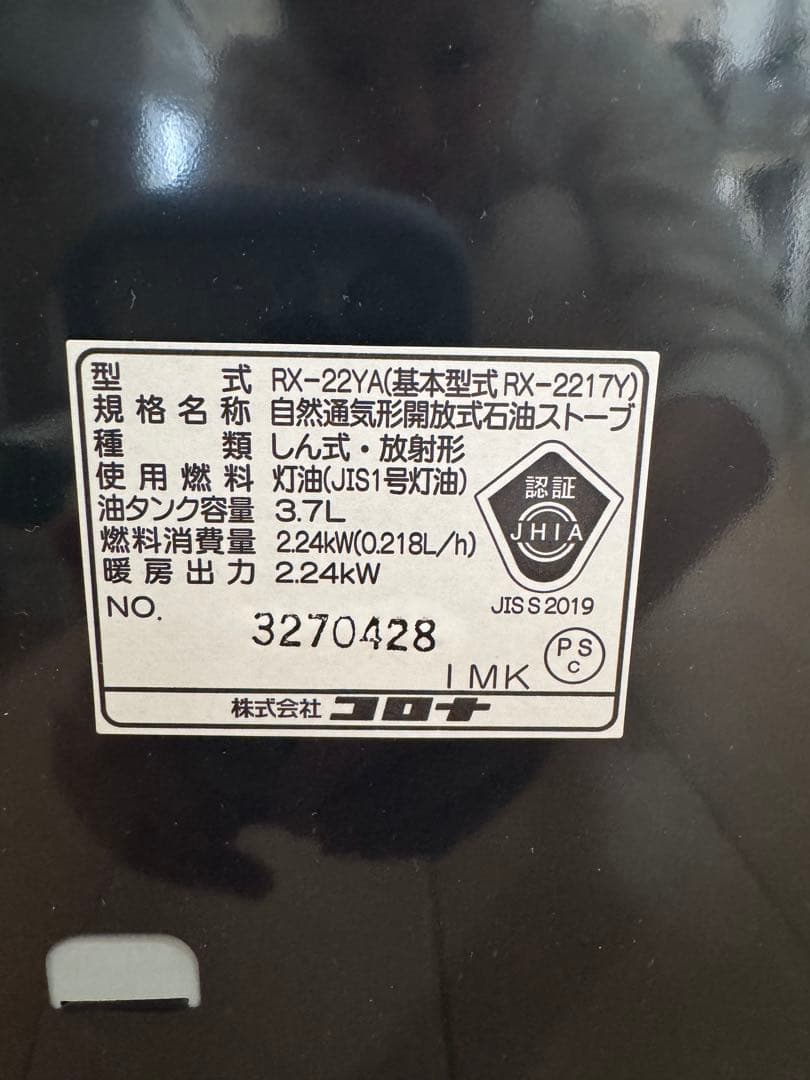 型式 RX-22YA(基本型式 RX-2217Y)
規格名称 自然通気形開放式石油ストーブ
種類 しん式・放射形
使用燃料 灯油(JIS1号灯油)
油タンク容量 3.7L
燃料消費量 2.24kW(0.218L/h)
暖房出力 2.24kW
認証
JHIA
JIS S 2019
NO. 3270428
IMK
PS
C
株式会社 コロナ